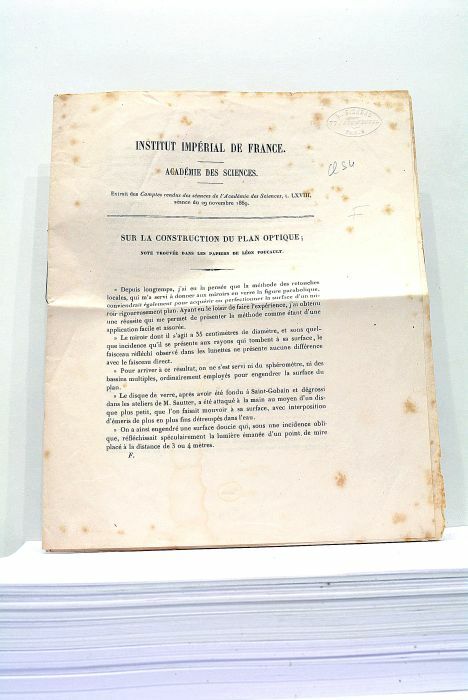 INSTITUT IMPÉRIAL DE FRANCE.
ACADÉMIE DES SCIENCES.
Extrait des Comptes rendus des séances de l'Académie des Sciences, t. LXVIII,
séance du 29 novembre 1869.
SUR LA CONSTRUCTION DU PLAN OPTIQUE;
NOTE TROUVÉE DANS LES PAPIERS DE LÉON FOUCAULT.
« Depuis longtemps, j'ai eu la pensée que la méthode des retouches
locales, qui m'a servi à donner aux miroirs en verre la figure parabolique,
conviendrait également pour acquérir en perfectionner la surface d'un mi-
roir rigoureusement plan. Ayant eu le loisir de faire l'expérience, j'ai obtenu
une réussite qui me permet de présenter la méthode comme étant d'une
application facile et assurée.
» Le miroir dont il s'agit a 35 centimètres de diamètre, et sous quel-
que incidence qu'il se présente aux rayons qui tombent à sa surface, le
faisceau réfléchi observé dans les lunettes ne présente aucune différence
avec le faisceau direct.
» Pour arriver à ce résultat, on ne s'est servi ni du sphéromètre, ni des
bassins multiples, ordinairement employés pour engendrer la surface du
plan.
» Le disque de verre, après avoir été fondu à Saint-Gobain et dégrossi
dans les ateliers de M. Sautter, a été attaqué à la main au moyen d'un dis-
que plus petit, que l'on faisait mouvoir à sa surface, avec interposition
d'émeris de plus en plus fins détrempés dans l'eau.
» On a ainsi engendré une surface doucie qui, sous une incidence obli-
que, réfléchissait spéculairement la lumière émanée d'un point de mire
placé à la distance de 3 ou 4 mètres.
F.
F